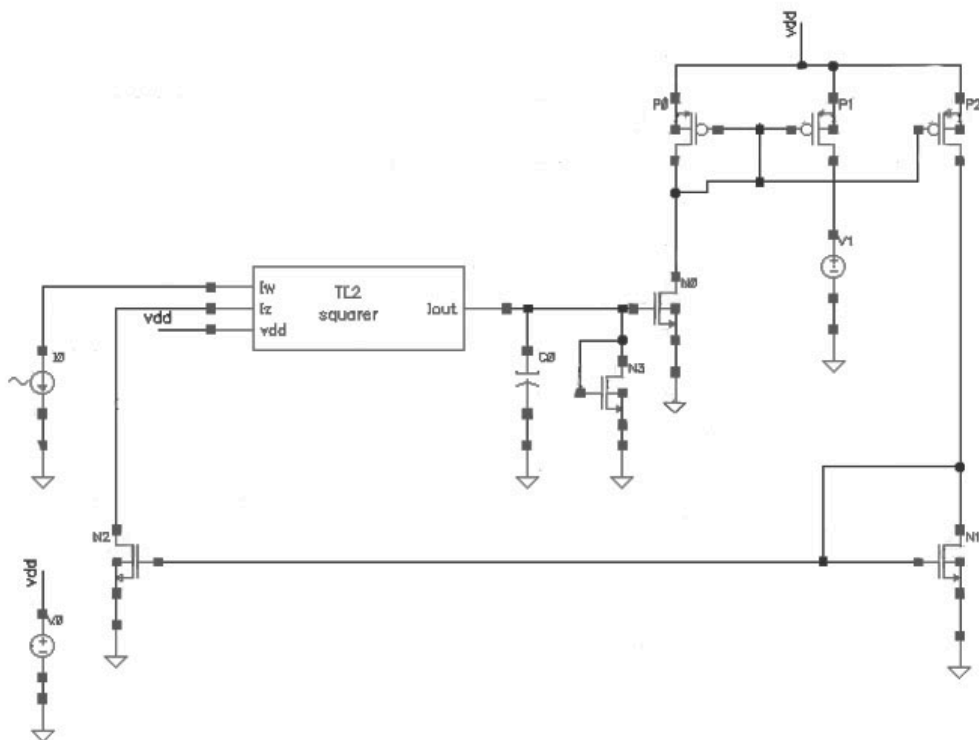 vdd
P0
P1
P2
V1
N0
Iw
TL2
Iz
squarer
Iout
vdd
vdd
I0
C0
N3
N2
N1
vdd
V0